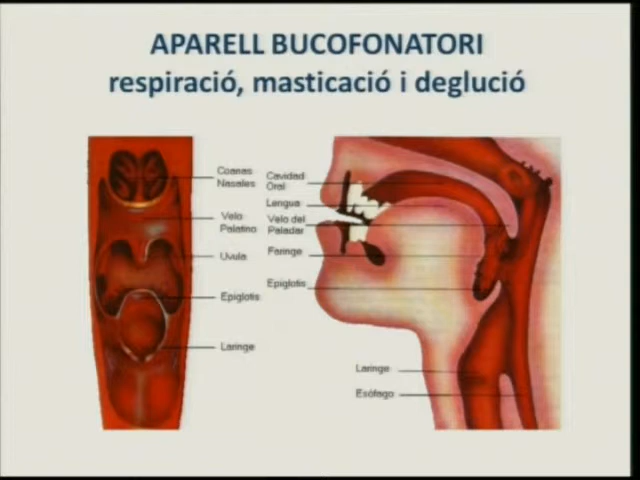 APARELL BUCOFONATORI
respiració, masticació i deglució
Coanas
Nasales
Velo
Palatino
Uvula
Epiglotis
Laringe
Cavidad
Oral
Lengua
Velo del
Paladar
Faringe
Epiglotis
Laringe
Esófago